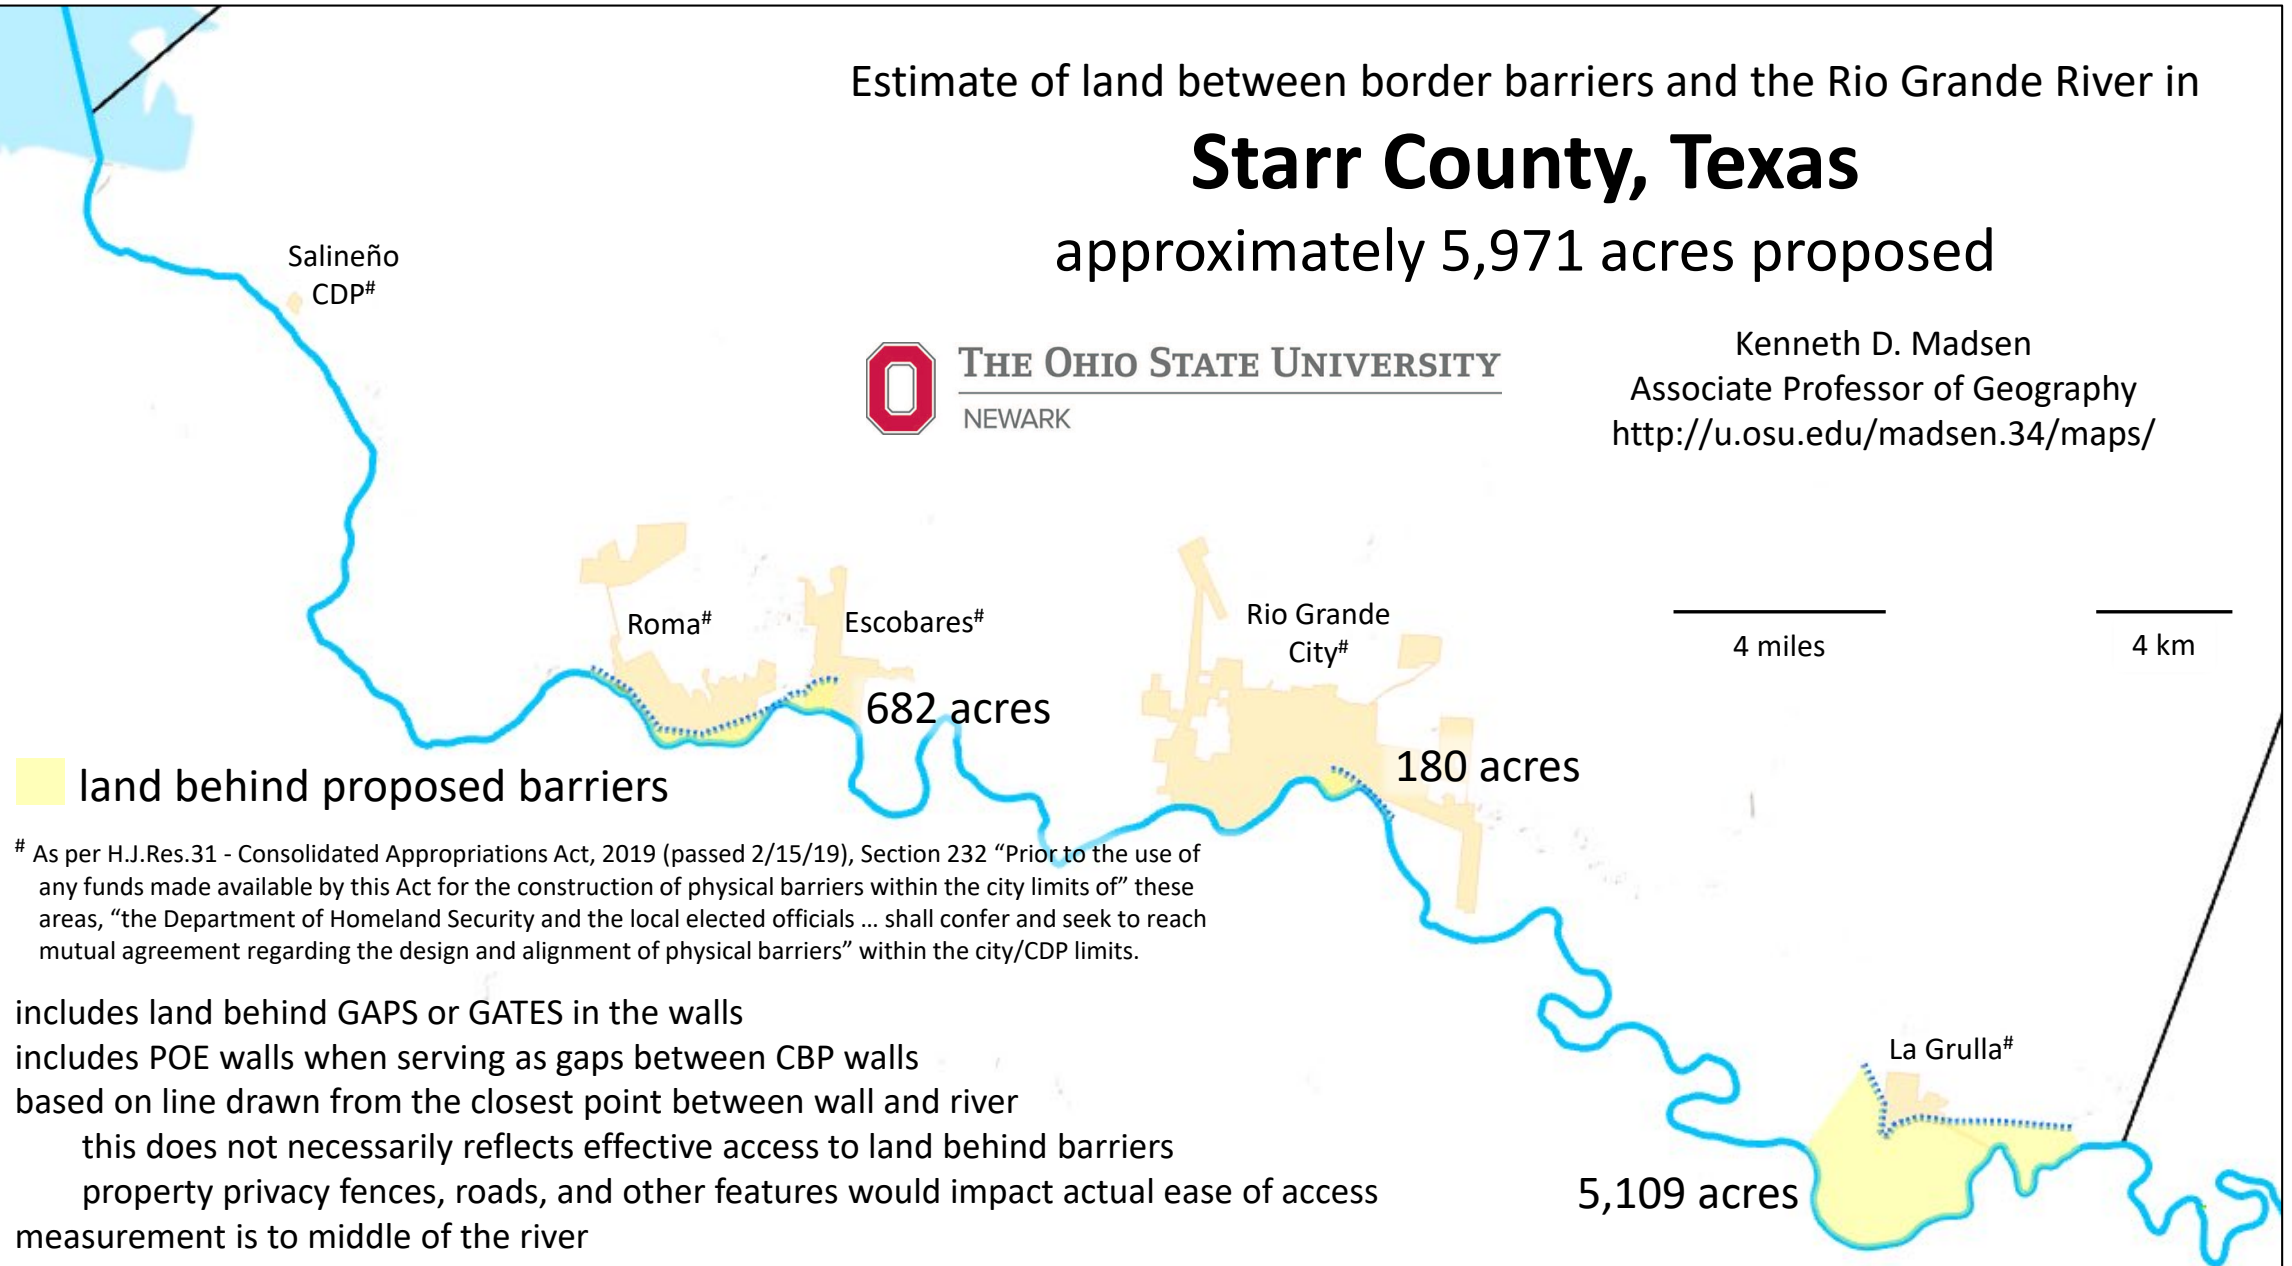 Estimate of land between border barriers and the Rio Grande River in
Starr County, Texas
approximately 5,971 acres proposed
THE OHIO STATE UNIVERSITY
NEWARK
Kenneth D. Madsen
Associate Professor of Geography
http://u.osu.edu/madsen.34/maps/
Salineño
CDP#
Roma#
Escobares#
Rio Grande
City#
4 miles
4 km
682 acres
180 acres
land behind proposed barriers
# As per H.J.Res.31 - Consolidated Appropriations Act, 2019 (passed 2/15/19), Section 232 “Prior to the use of
any funds made available by this Act for the construction of physical barriers within the city limits of” these
areas, “the Department of Homeland Security and the local elected officials ... shall confer and seek to reach
mutual agreement regarding the design and alignment of physical barriers” within the city/CDP limits.
includes land behind GAPS or GATES in the walls
includes POE walls when serving as gaps between CBP walls
based on line drawn from the closest point between wall and river
this does not necessarily reflects effective access to land behind barriers
property privacy fences, roads, and other features would impact actual ease of access
measurement is to middle of the river
La Grulla#
5,109 acres